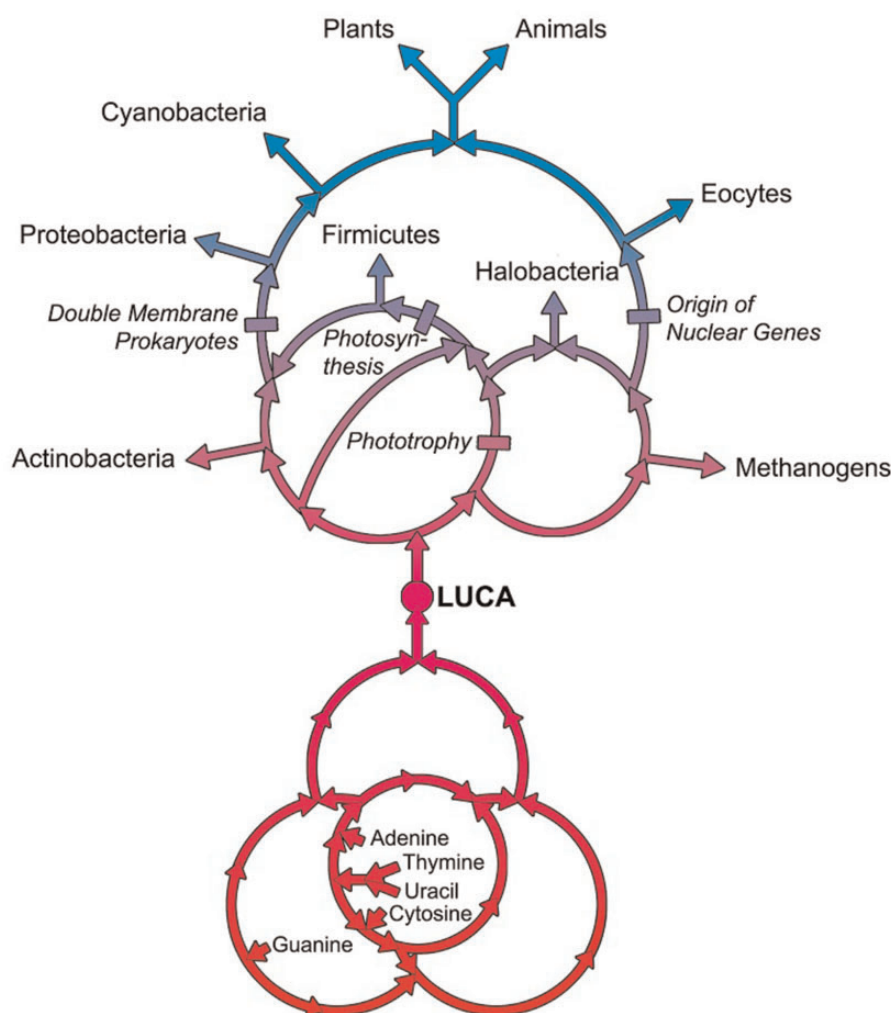 Plants
Animals
Cyanobacteria
Eocytes
Proteobacteria
Firmicutes
Halobacteria
Double Membrane
Prokaryotes
Photosyn-
thesis
Origin of
Nuclear Genes
Actinobacteria
Phototrophy
Methanogens
LUCA
Adenine
Thymine
Uracil
Cytosine
Guanine